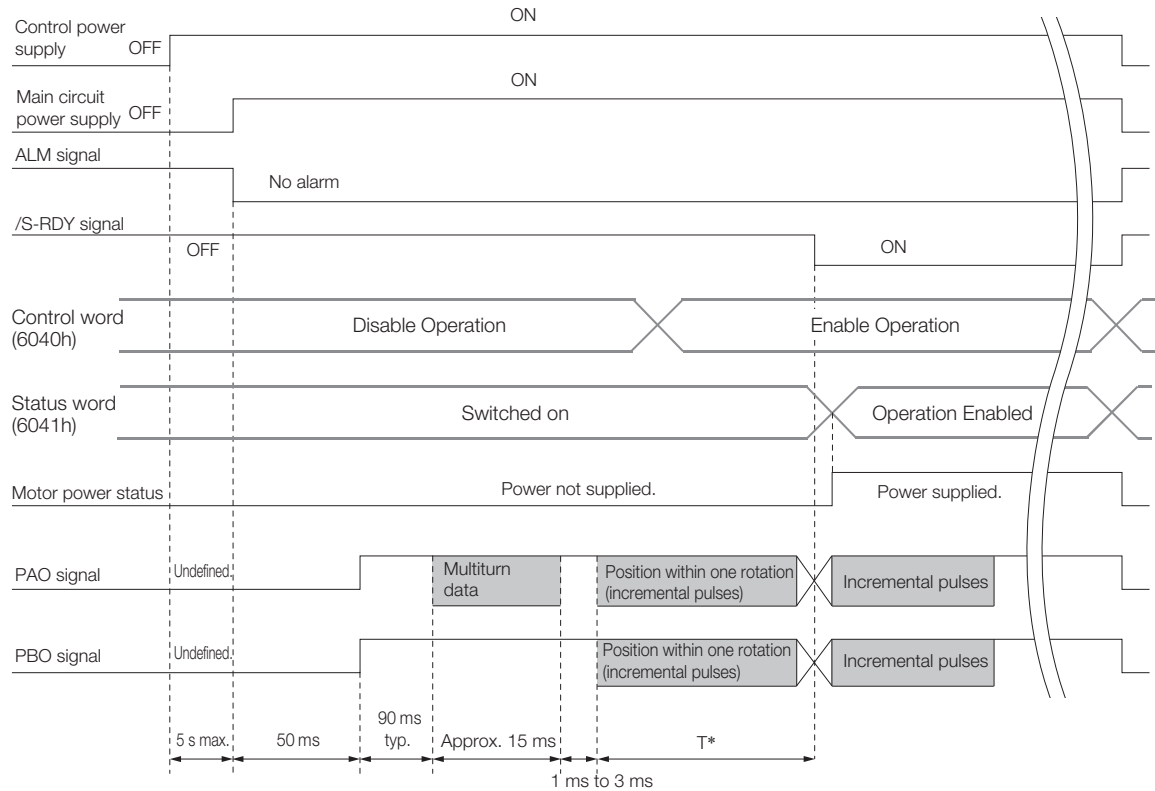 Control power
supply
OFF
ON
Main circuit
power supply
OFF
ON
ALM signal
No alarm
/S-RDY signal
OFF
ON
Control word
(6040h)
Disable Operation
Enable Operation
Status word
(6041h)
Switched on
Operation Enabled
Motor power status
Power not supplied.
Power supplied.
PAO signal
Undefined.
Multiturn
data
Position within one rotation
(incremental pulses)
Incremental pulses
PBO signal
Undefined.
Position within one rotation
(incremental pulses)
Incremental pulses
5 s max.
50 ms
90 ms
typ.
Approx. 15 ms
1 ms to 3 ms
T*